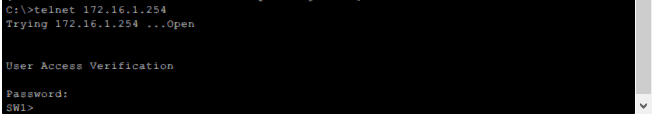 C:\>telnet 172.16.1.254
Trying 172.16.1.254 ...Open
User Access Verification
Password:
SW1>